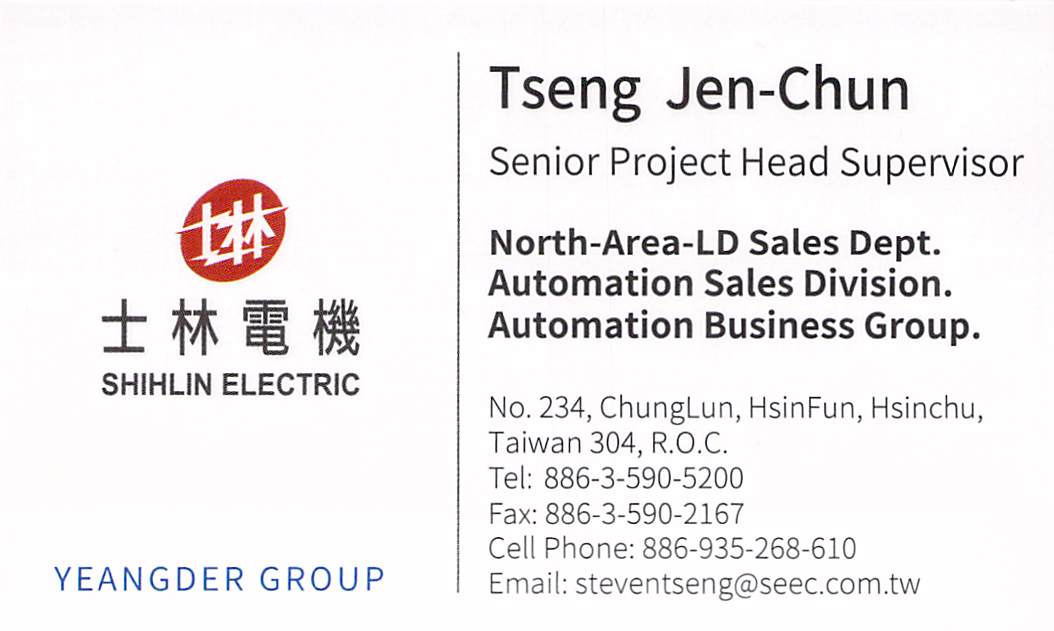 士林
士林電機
SHIHLIN ELECTRIC
YEANGDER GROUP
Tseng Jen-Chun
Senior Project Head Supervisor
North-Area-LD Sales Dept.
Automation Sales Division.
Automation Business Group.
No. 234, ChungLun, HsinFun, Hsinchu,
Taiwan 304, R.O.C.
Tel: 886-3-590-5200
Fax: 886-3-590-2167
Cell Phone: 886-935-268-610
Email: steventseng@seec.com.tw